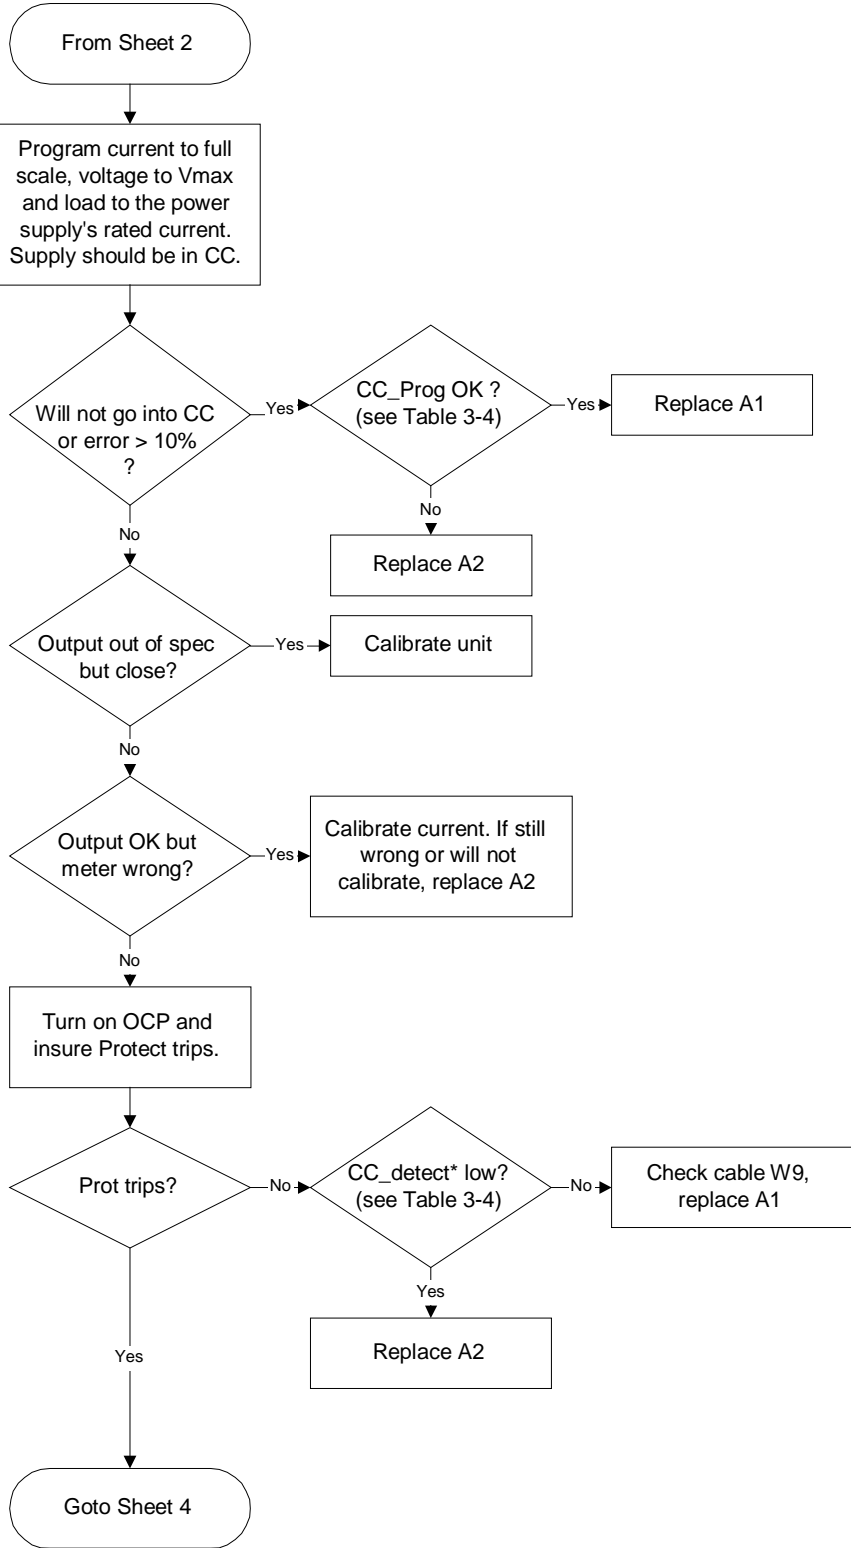 From Sheet 2
Program current to full
scale, voltage to Vmax
and load to the power
supply's rated current.
Supply should be in CC.
Will not go into CC
or error > 10%
?
Yes
CC_Prog OK ?
(see Table 3-4)
Yes
Replace A1
No
Replace A2
No
Output out of spec
but close?
Yes
Calibrate unit
No
Output OK but
meter wrong?
Yes
Calibrate current. If still
wrong or will not
calibrate, replace A2
No
Turn on OCP and
insure Protect trips.
Prot trips?
No
CC_detect* low?
(see Table 3-4)
No
Check cable W9,
replace A1
Yes
Replace A2
Yes
Goto Sheet 4